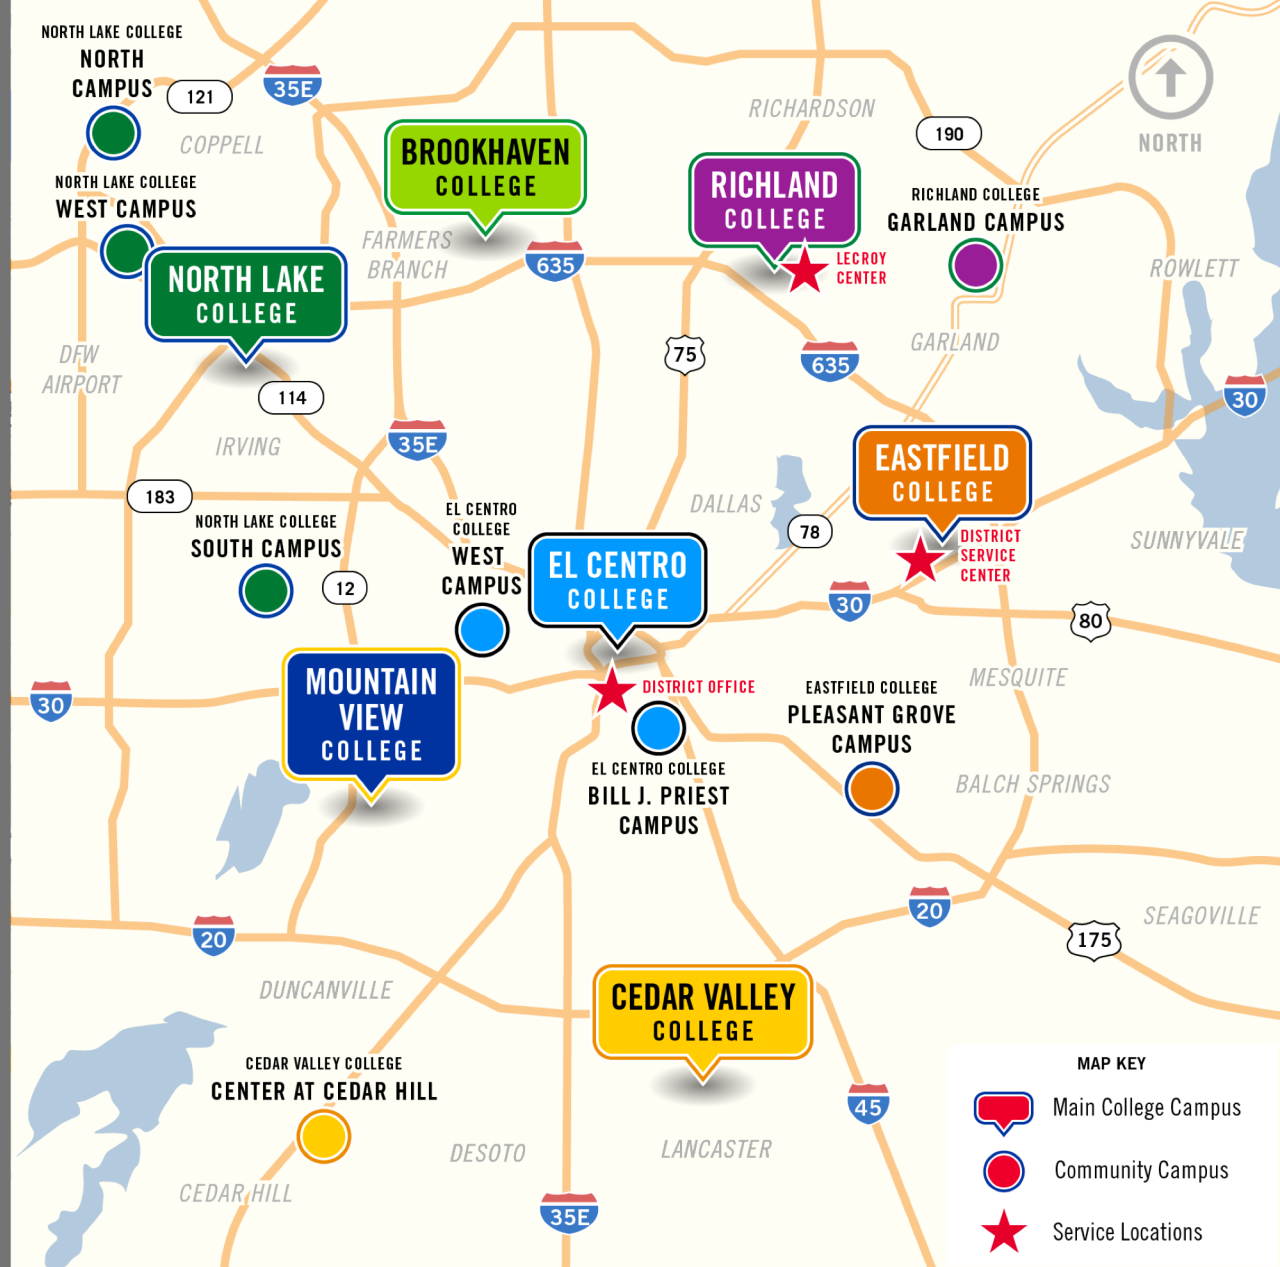 NORTH LAKE COLLEGE
NORTH
CAMPUS
121
35E
COPPELL
NORTH LAKE COLLEGE
WEST CAMPUS
BROOKHAVEN
COLLEGE
RICHARDSON
190
NORTH
RICHLAND
COLLEGE
RICHLAND COLLEGE
GARLAND CAMPUS
FARMERS
BRANCH
635
LECROY
CENTER
ROWLETT
NORTH LAKE
COLLEGE
DFW
AIRPORT
114
75
635
GARLAND
30
IRVING
35E
EASTFIELD
COLLEGE
183
DALLAS
78
NORTH LAKE COLLEGE
SOUTH CAMPUS
EL CENTRO
COLLEGE
WEST
CAMPUS
EL CENTRO
COLLEGE
DISTRICT
SERVICE
CENTER
SUNNYVALE
12
30
80
MOUNTAIN
VIEW
COLLEGE
30
DISTRICT OFFICE
MESQUITE
EASTFIELD COLLEGE
PLEASANT GROVE
CAMPUS
EL CENTRO COLLEGE
BILL J. PRIEST
CAMPUS
BALCH SPRINGS
20
20
175
SEAGOVILLE
DUNCANVILLE
CEDAR VALLEY
COLLEGE
CEDAR VALLEY COLLEGE
CENTER AT CEDAR HILL
45
DESOTO
LANCASTER
CEDAR HILL
35E
MAP KEY
Main College Campus
Community Campus
Service Locations